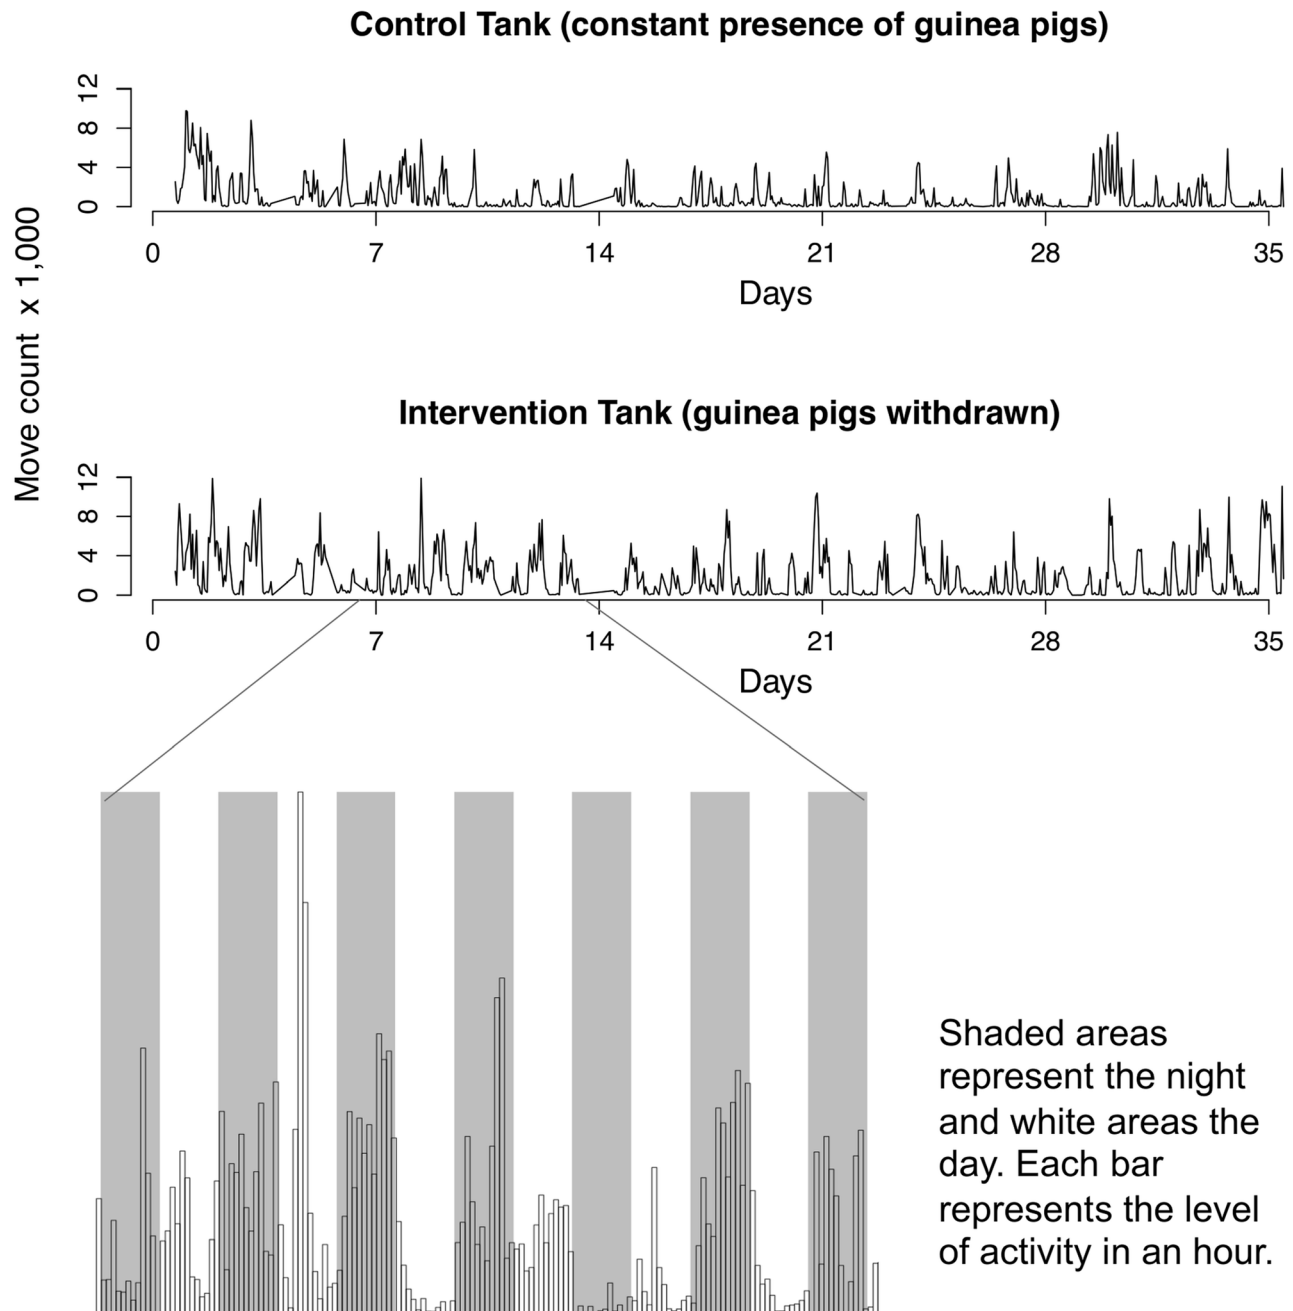 Control Tank (constant presence of guinea pigs)
12
8
4
0
0 7 14 21 28 35
Days
Move count x 1,000
Intervention Tank (guinea pigs withdrawn)
12
8
4
0
0 7 14 21 28 35
Days
Shaded areas
represent the night
and white areas the
day. Each bar
represents the level
of activity in an hour.